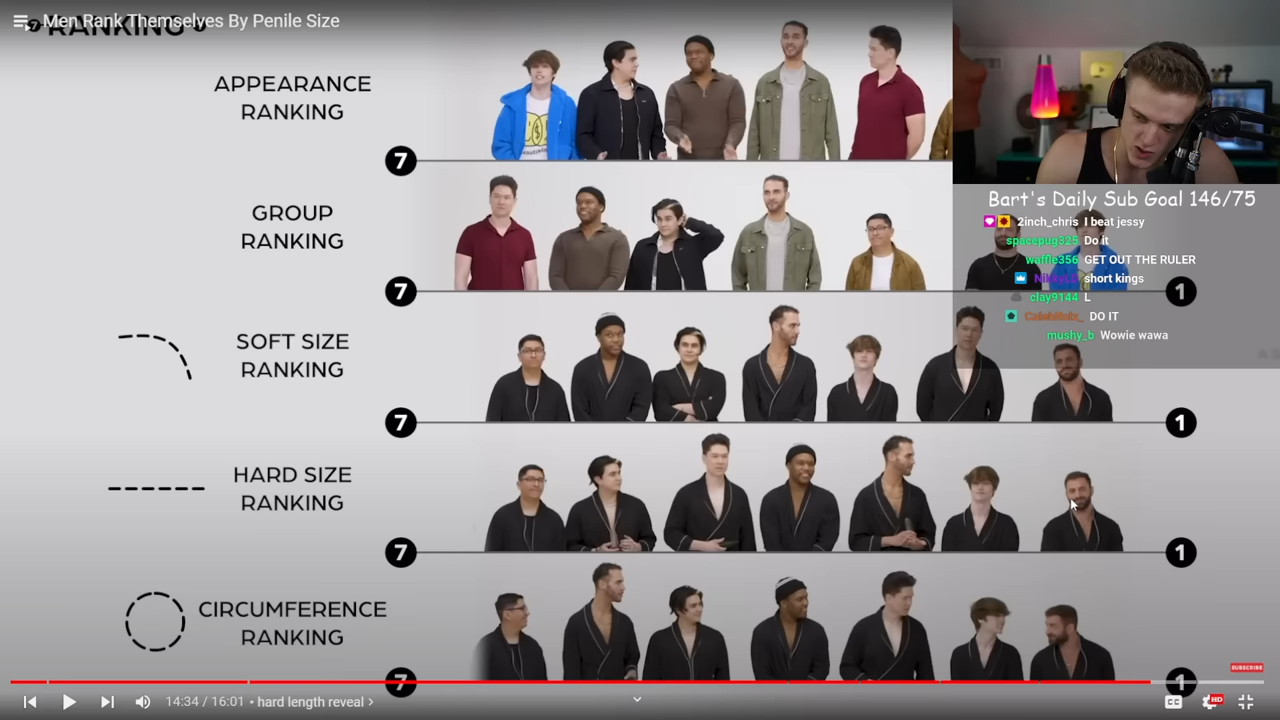 Men Rank Themselves By Penile Size
RANKING
APPEARANCE
RANKING
7
GROUP
RANKING
7
1
SOFT SIZE
RANKING
7
1
HARD SIZE
RANKING
7
1
CIRCUMFERENCE
RANKING
7
1
Bart's Daily Sub Goal 146/75
2inch_chris I beat jessy
spacepug325 Do it
waffle356 GET OUT THE RULER
short kings
clay9144 L
DO IT
mushy_b Wowie wawa
SUBSCRIBE
14:34 / 16:01 • hard length reveal >
CC
HD